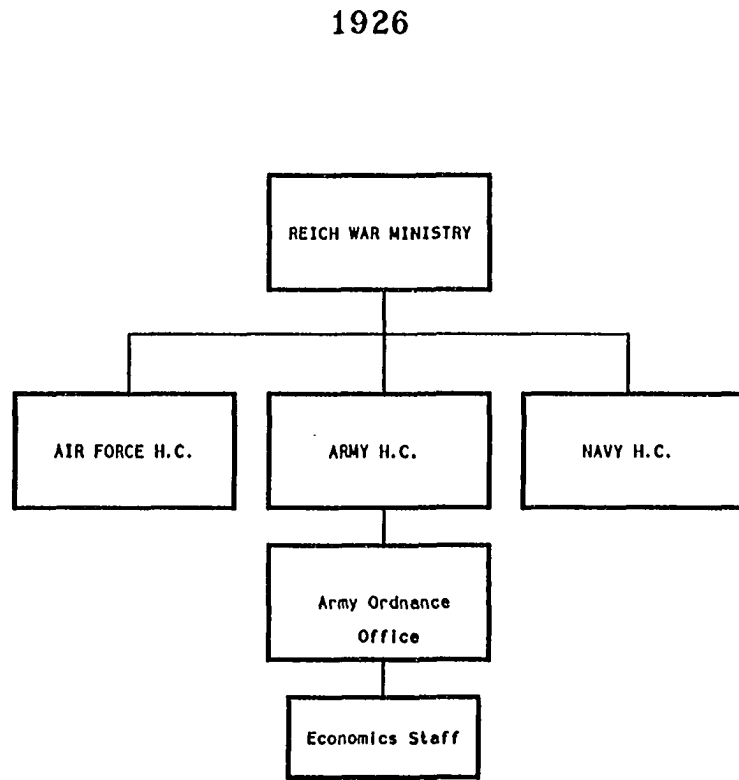 1926
REICH WAR MINISTRY
AIR FORCE H.C.
ARMY H.C.
NAVY H.C.
Army Ordnance
Office
Economics Staff